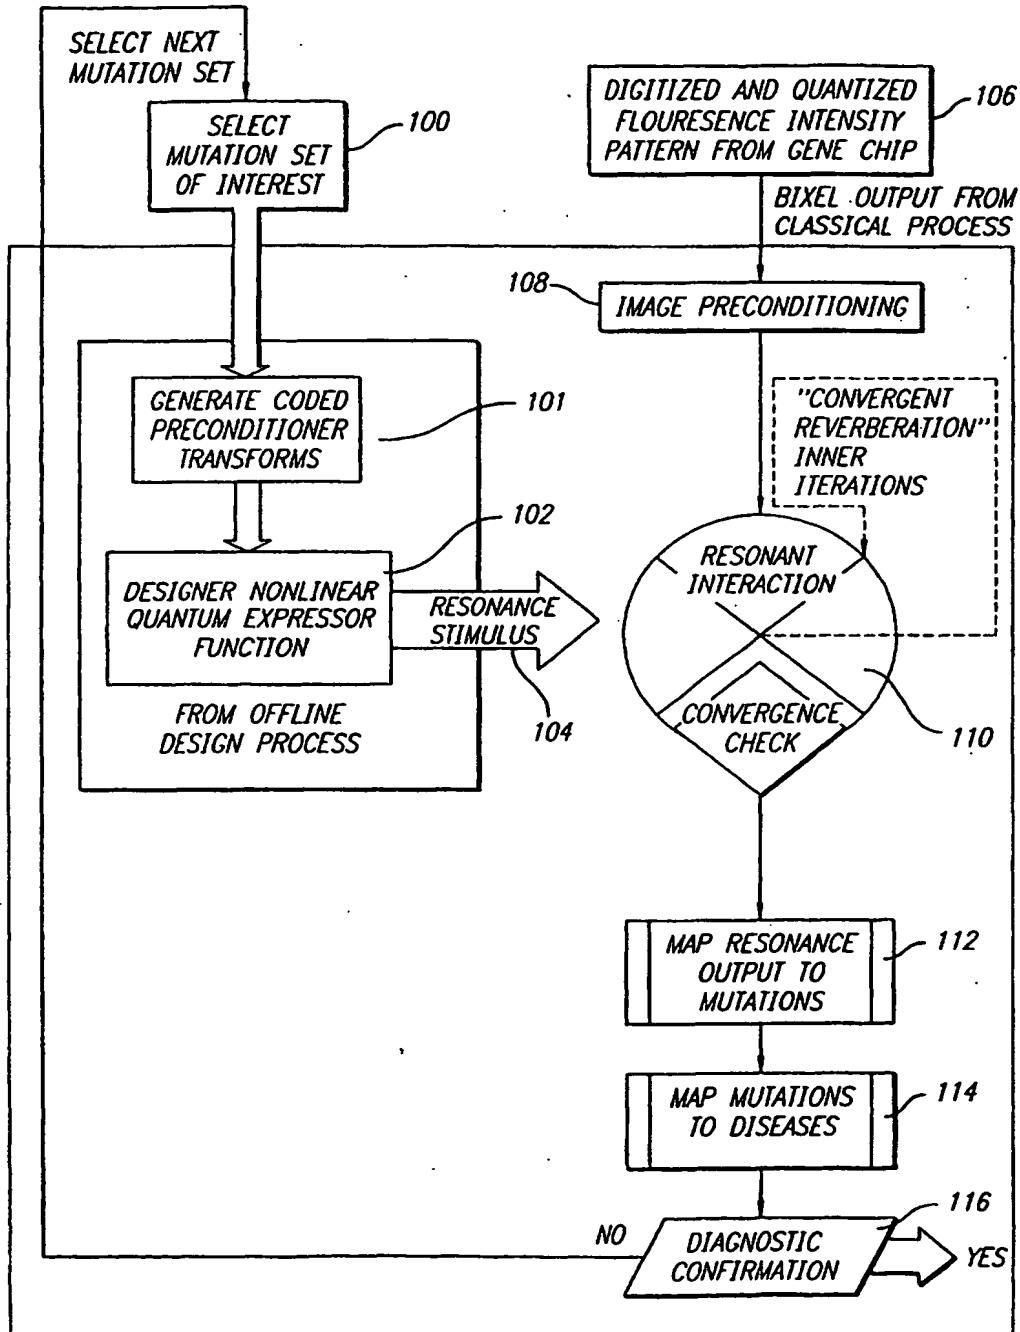 SELECT NEXT
MUTATION SET
SELECT
MUTATION SET
OF INTEREST
100
DIGITIZED AND QUANTIZED
FLOURESENCE INTENSITY
PATTERN FROM GENE CHIP
106
BIXEL OUTPUT FROM
CLASSICAL PROCESS
108
IMAGE PRECONDITIONING
GENERATE CODED
PRECONDITIONER
TRANSFORMS
101
"CONVERGENT
REVERBERATION"
INNER
ITERATIONS
102
DESIGNER NONLINEAR
QUANTUM EXPRESSOR
FUNCTION
RESONANCE
STIMULUS
104
FROM OFFLINE
DESIGN PROCESS
RESONANT
INTERACTION
CONVERGENCE
CHECK
110
MAP RESONANCE
OUTPUT TO
MUTATIONS
112
MAP MUTATIONS
TO DISEASES
114
NO
DIAGNOSTIC
CONFIRMATION
116
YES